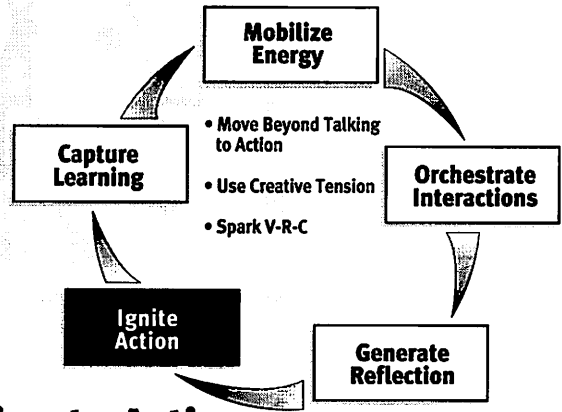 Mobilize
Energy
• Move Beyond Talking
to Action
• Use Creative Tension
• Spark V-R-C
Capture
Learning
Orchestrate
Interactions
Ignite
Action
Generate
Reflection